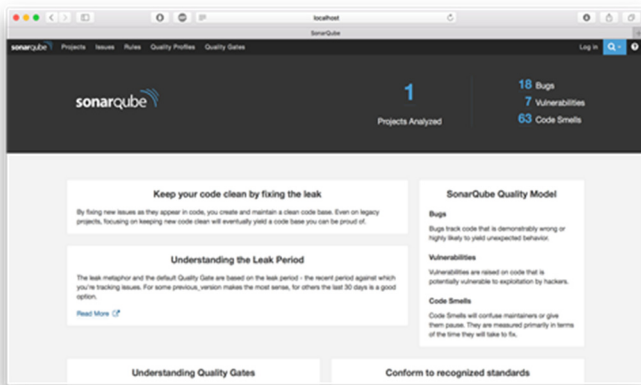 localhost
SonarQube
sonarqube Projects Issues Rules Quality Profiles Quality Gates Log in
sonarqube
1
Projects Analyzed
18 Bugs
7 Vulnerabilities
63 Code Smells
Keep your code clean by fixing the leak
By fixing new issues as they appear in code, you create and maintain a clean code base. Even on legacy
projects, focusing on keeping new code clean will eventually yield a code base you can be proud of.
Understanding the Leak Period
The leak metaphor and the default Quality Gate are based on the leak period - the recent period against which
you're tracking issues. For some previous_version makes the most sense, for others the last 30 days is a good
option.
Read More
SonarQube Quality Model
Bugs
Bugs track code that is demonstrably wrong or
highly likely to yield unexpected behavior.
Vulnerabilities
Vulnerabilities are raised on code that is
potentially vulnerable to exploitation by hackers.
Code Smells
Code Smells will confuse maintainers or give
them pause. They are measured primarily in terms
of the time they will take to fix.
Understanding Quality Gates
Conform to recognized standards